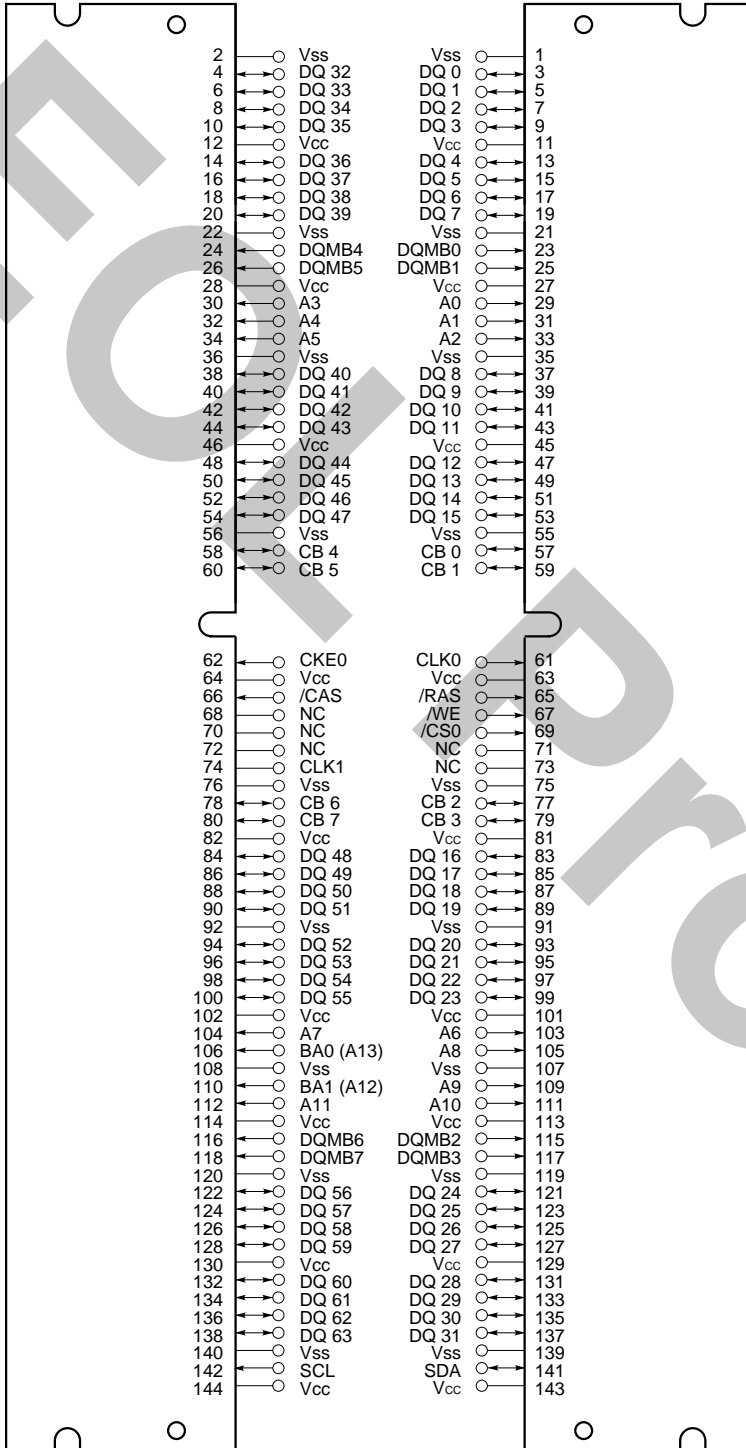 2 Vss Vss 1
4 DQ 32 DQ 0 3
6 DQ 33 DQ 1 5
8 DQ 34 DQ 2 7
10 DQ 35 DQ 3 9
12 Vcc Vcc 11
14 DQ 36 DQ 4 13
16 DQ 37 DQ 5 15
18 DQ 38 DQ 6 17
20 DQ 39 DQ 7 19
22 Vss Vss 21
24 DQMB4 DQMB0 23
26 DQMB5 DQMB1 25
28 Vcc Vcc 27
30 A3 A0 29
32 A4 A1 31
34 A5 A2 33
36 Vss Vss 35
38 DQ 40 DQ 8 37
40 DQ 41 DQ 9 39
42 DQ 42 DQ 10 41
44 DQ 43 DQ 11 43
46 Vcc Vcc 45
48 DQ 44 DQ 12 47
50 DQ 45 DQ 13 49
52 DQ 46 DQ 14 51
54 DQ 47 DQ 15 53
56 Vss Vss 55
58 CB 4 CB 0 57
60 CB 5 CB 1 59
62 CKE0 CLK0 61
64 Vcc Vcc 63
66 /CAS /RAS 65
68 NC /WE 67
70 NC /CS0 69
72 NC NC 71
74 CLK1 NC 73
76 Vss Vss 75
78 CB 6 CB 2 77
80 CB 7 CB 3 79
82 Vcc Vcc 81
84 DQ 48 DQ 16 83
86 DQ 49 DQ 17 85
88 DQ 50 DQ 18 87
90 DQ 51 DQ 19 89
92 Vss Vss 91
94 DQ 52 DQ 20 93
96 DQ 53 DQ 21 95
98 DQ 54 DQ 22 97
100 DQ 55 DQ 23 99
102 Vcc Vcc 101
104 A7 A6 103
106 BA0 (A13) A8 105
108 Vss Vss 107
110 BA1 (A12) A9 109
112 A11 A10 111
114 Vcc Vcc 113
116 DQMB6 DQMB2 115
118 DQMB7 DQMB3 117
120 Vss Vss 119
122 DQ 56 DQ 24 121
124 DQ 57 DQ 25 123
126 DQ 58 DQ 26 125
128 DQ 59 DQ 27 127
130 Vcc Vcc 129
132 DQ 60 DQ 28 131
134 DQ 61 DQ 29 133
136 DQ 62 DQ 30 135
138 DQ 63 DQ 31 137
140 Vss Vss 139
142 SCL SDA 141
144 Vcc Vcc 143
EOL Pro